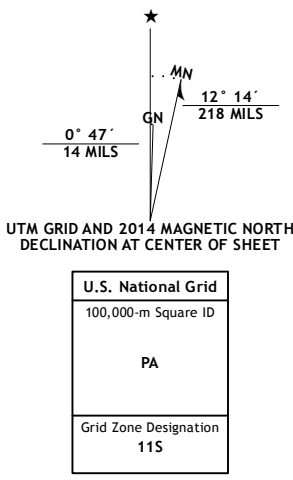 ★
MN
GN
12° 14´
218 MILS
0° 47´
14 MILS
UTM GRID AND 2014 MAGNETIC NORTH
DECLINATION AT CENTER OF SHEET
U.S. National Grid
100,000-m Square ID
PA
Grid Zone Designation
11S